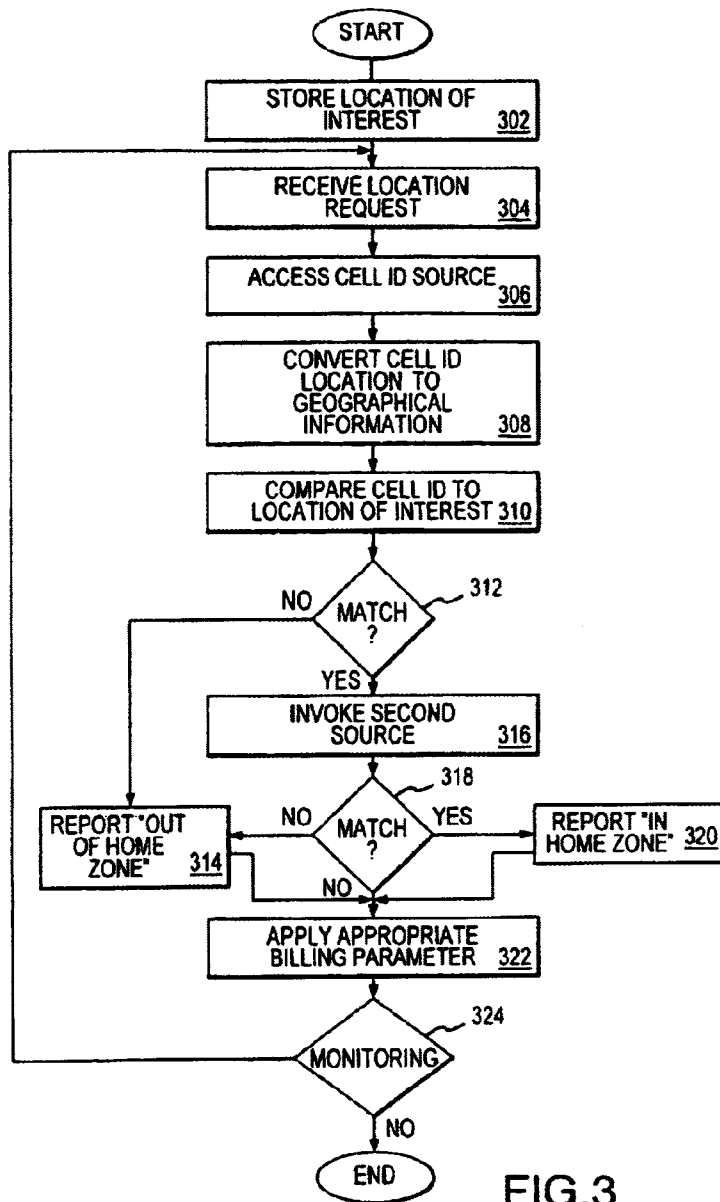 START
STORE LOCATION OF
INTEREST 302
RECEIVE LOCATION
REQUEST 304
ACCESS CELL ID SOURCE 306
CONVERT CELL ID
LOCATION TO
GEOGRAPHICAL
INFORMATION 308
COMPARE CELL ID TO
LOCATION OF INTEREST 310
312
NO
MATCH
?
YES
INVOKE SECOND
SOURCE 316
318
NO
MATCH
?
YES
REPORT "OUT
OF HOME
ZONE" 314
REPORT "IN
HOME ZONE" 320
NO
APPLY APPROPRIATE
BILLING PARAMETER 322
324
MONITORING
NO
END
FIG.3